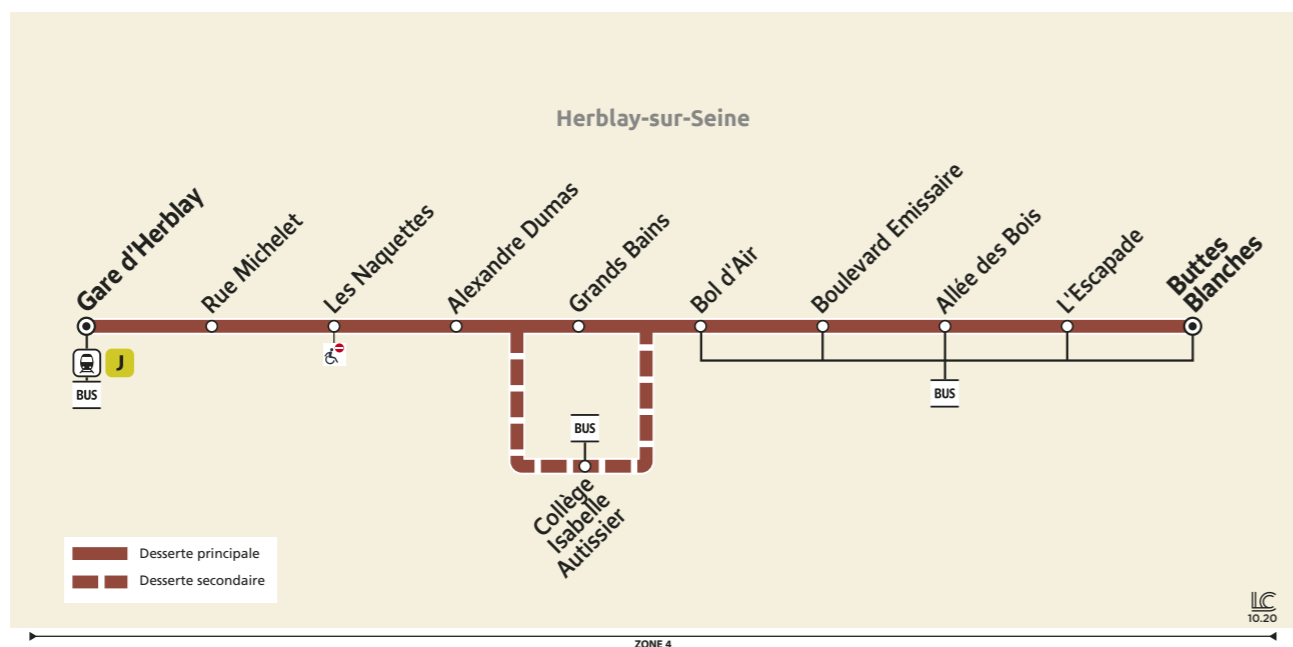 Herblay-sur-Seine
Gare d'Herblay
Rue Michelet
Les Naquettes
Alexandre Dumas
Grands Bains
Bol d'Air
Boulevard Emissaire
Allée des Bois
L'Escapade
Buttes
Blanches
J
BUS
BUS
BUS
Collège
Isabelle
Autissier
Desserte principale
Desserte secondaire
LC
10.20
ZONE 4